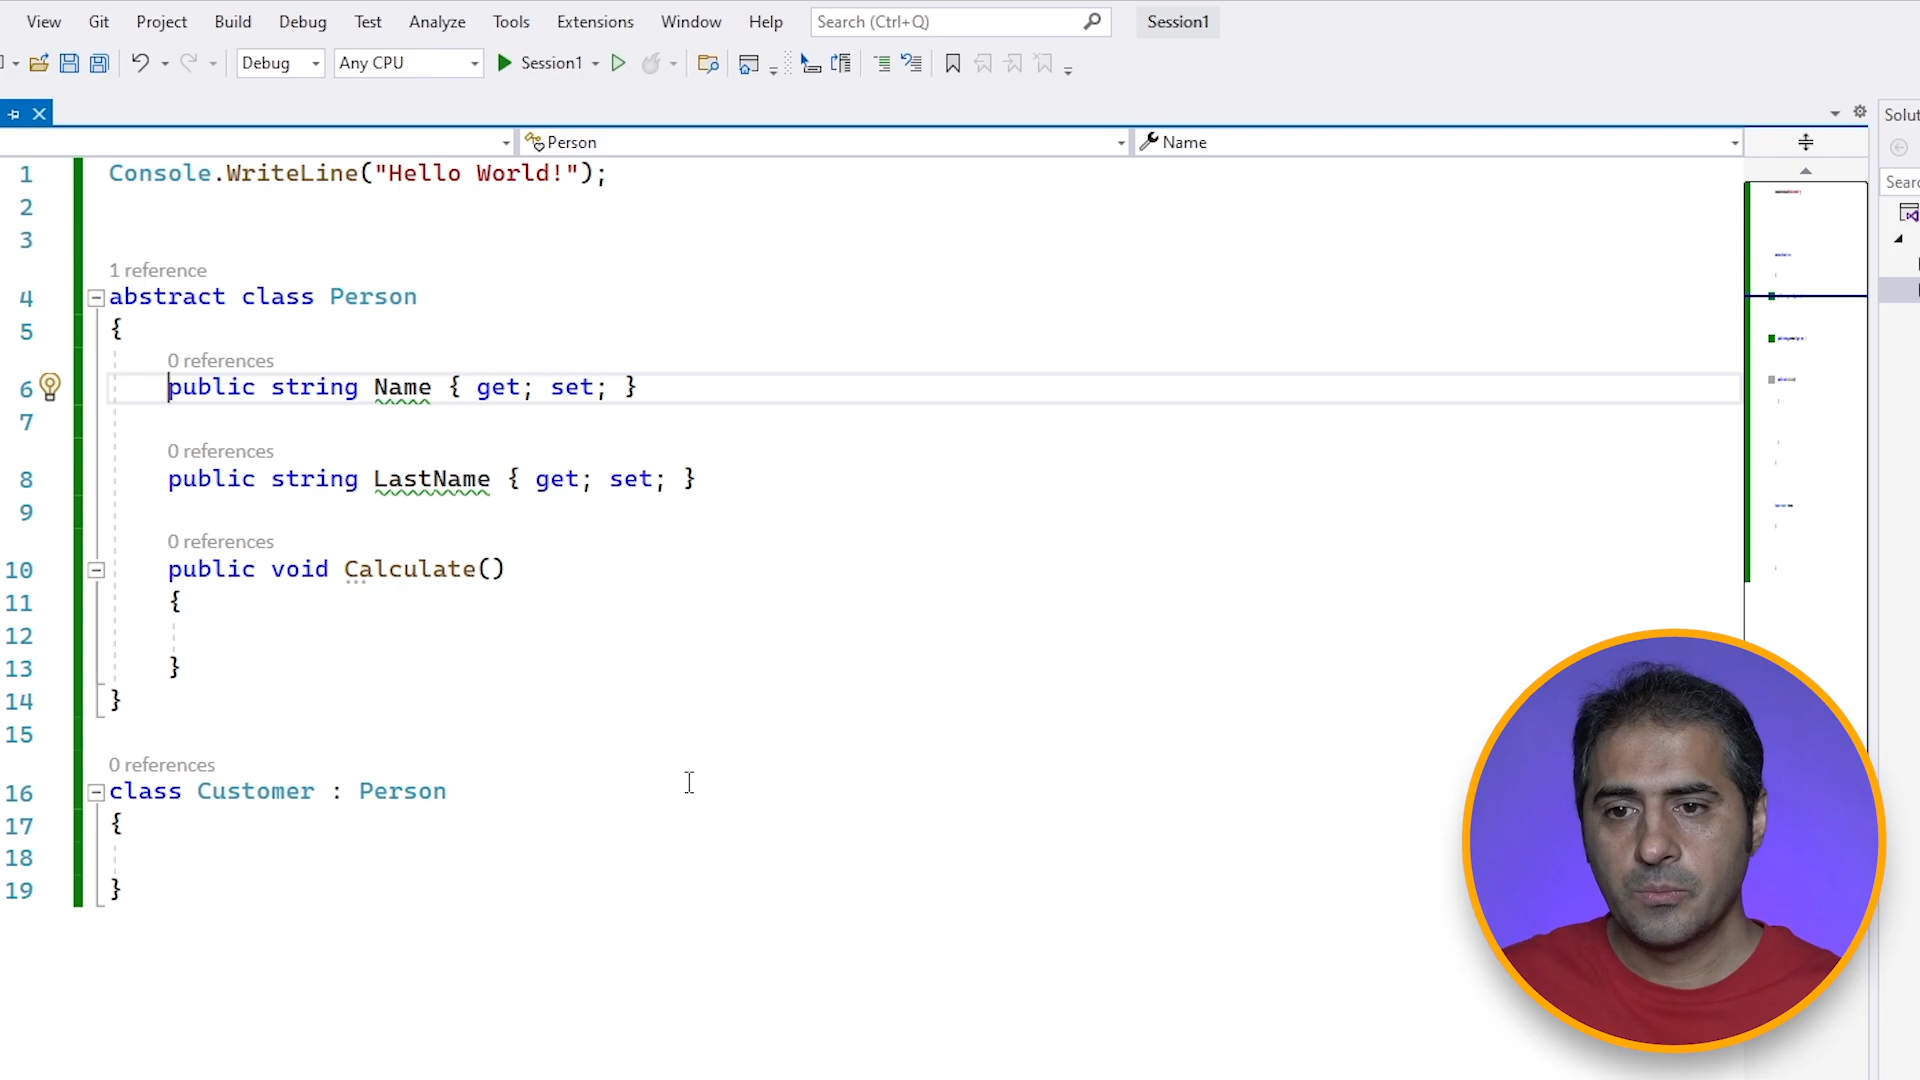 View Git Project Build Debug Test Analyze Tools Extensions Window Help Search (Ctrl+Q) Session1
Debug Any CPU Session1
Solut
Person Name
Sear
1 Console.WriteLine("Hello World!");
2
3
1 reference
4 abstract class Person
5 {
0 references
6 public string Name { get; set; }
7
0 references
8 public string LastName { get; set; }
9
0 references
10 public void Calculate()
11 {
12
13 }
14 }
15
0 references
16 class Customer : Person
17 {
18
19 }